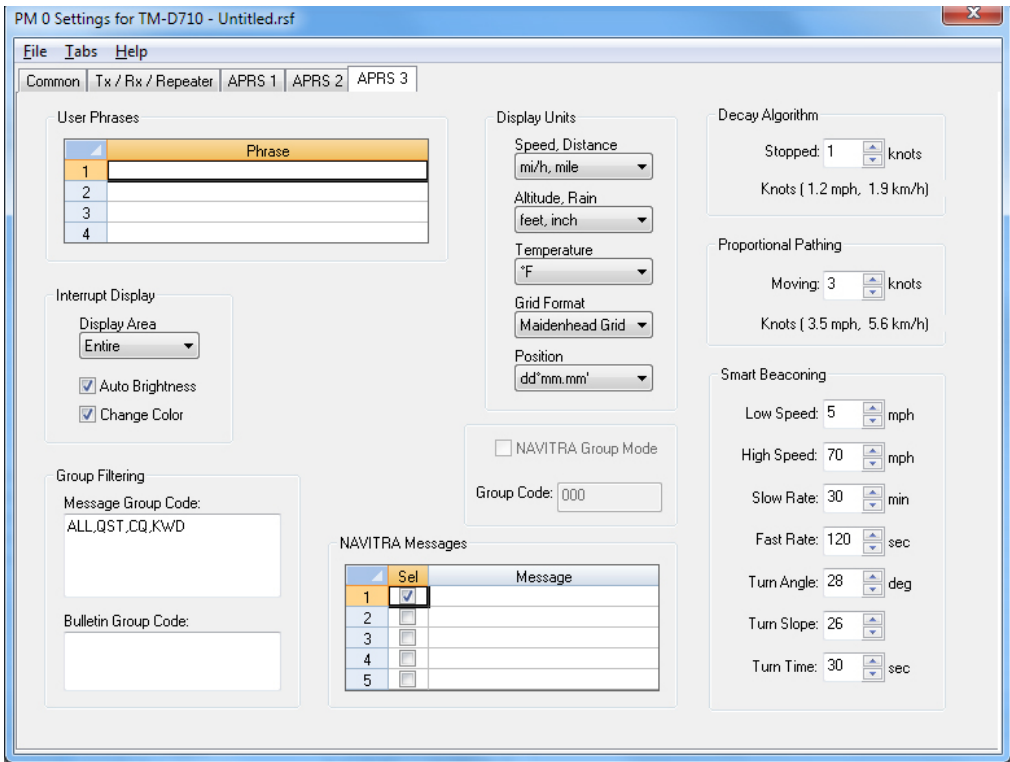 PM 0 Settings for TM-D710 - Untitled.rsf
File Tabs Help
Common Tx / Rx / Repeater APRS 1 APRS 2 APRS 3
User Phrases
Phrase
1
2
3
4
Interrupt Display
Display Area
Entire
Auto Brightness
Change Color
Group Filtering
Message Group Code:
ALL,QST,CQ,KWD
Bulletin Group Code:
Display Units
Speed, Distance
mi/h, mile
Altitude, Rain
feet, inch
Temperature
°F
Grid Format
Maidenhead Grid
Position
dd°mm.mm'
NAVITRA Group Mode
Group Code: 000
NAVITRA Messages
Sel Message
1
2
3
4
5
Decay Algorithm
Stopped: 1 knots
Knots ( 1.2 mph, 1.9 km/h)
Proportional Pathing
Moving: 3 knots
Knots ( 3.5 mph, 5.6 km/h)
Smart Beaconing
Low Speed: 5 mph
High Speed: 70 mph
Slow Rate: 30 min
Fast Rate: 120 sec
Turn Angle: 28 deg
Turn Slope: 26
Turn Time: 30 sec